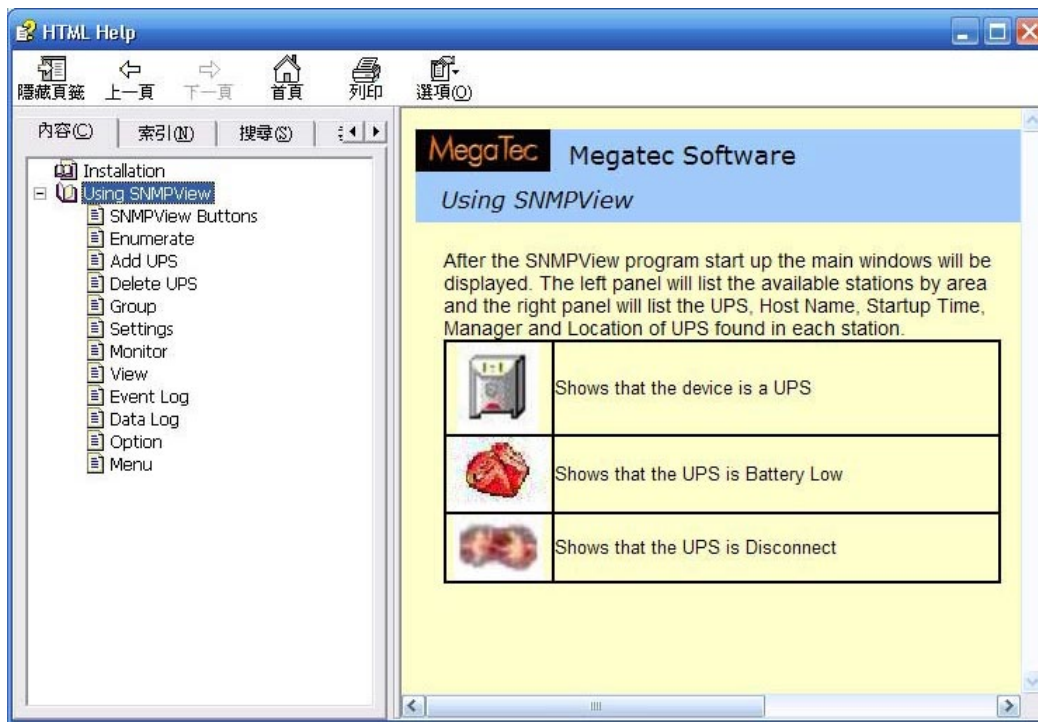 HTML Help
隱藏頁籤 上一頁 下一頁 首頁 列印 選項(O)
內容(C) 索引(N) 搜尋(S)
Installation
Using SNMPView
SNMPView Buttons
Enumerate
Add UPS
Delete UPS
Group
Settings
Monitor
View
Event Log
Data Log
Option
Menu
MegaTec Megatec Software
Using SNMPView
After the SNMPView program start up the main windows will be
displayed. The left panel will list the available stations by area
and the right panel will list the UPS, Host Name, Startup Time,
Manager and Location of UPS found in each station.
Shows that the device is a UPS
Shows that the UPS is Battery Low
Shows that the UPS is Disconnect